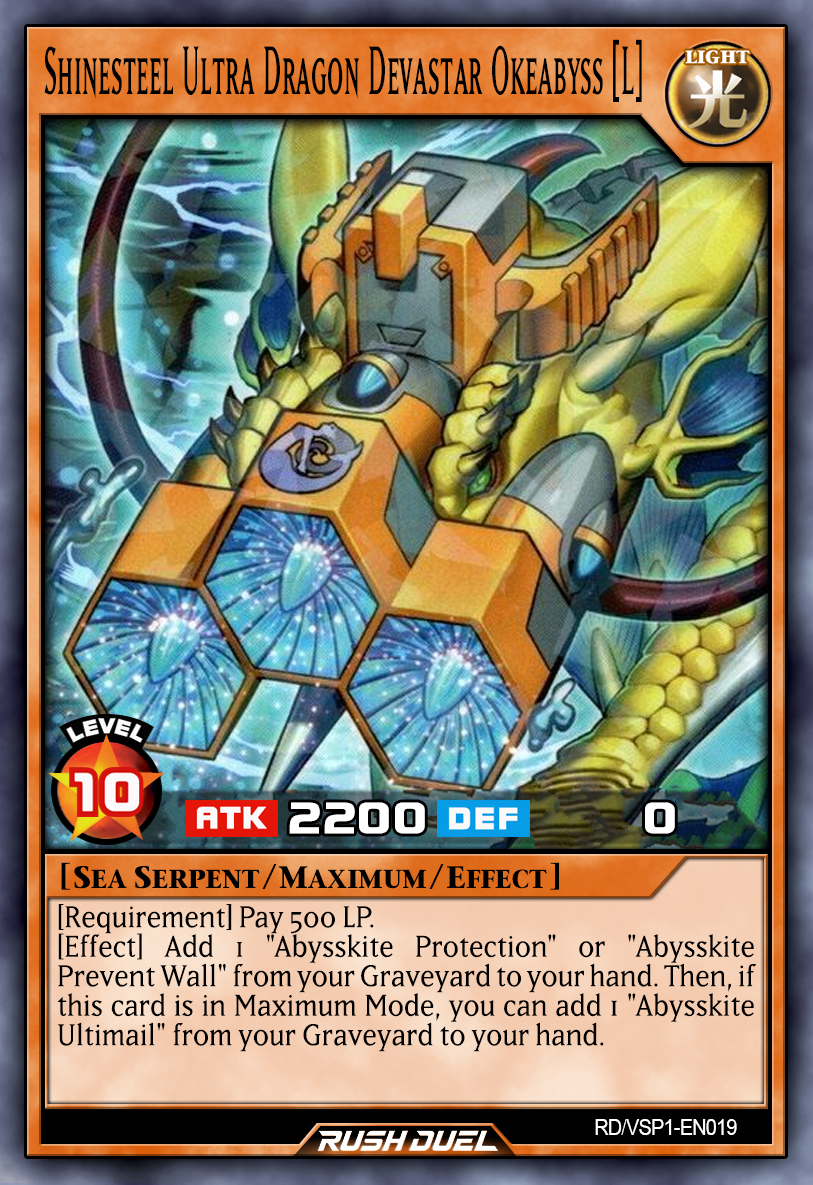 Shinesteel Ultra Dragon Devastar Okeabyss [L]
LIGHT
光
LEVEL
10
ATK 2200 DEF 0
[Sea Serpent/Maximum/Effect]
[Requirement] Pay 500 LP.
[Effect] Add 1 "Abysskite Protection" or "Abysskite
Prevent Wall" from your Graveyard to your hand. Then, if
this card is in Maximum Mode, you can add 1 "Abysskite
Ultimail" from your Graveyard to your hand.
RUSH DUEL
RD/VSP1-EN019